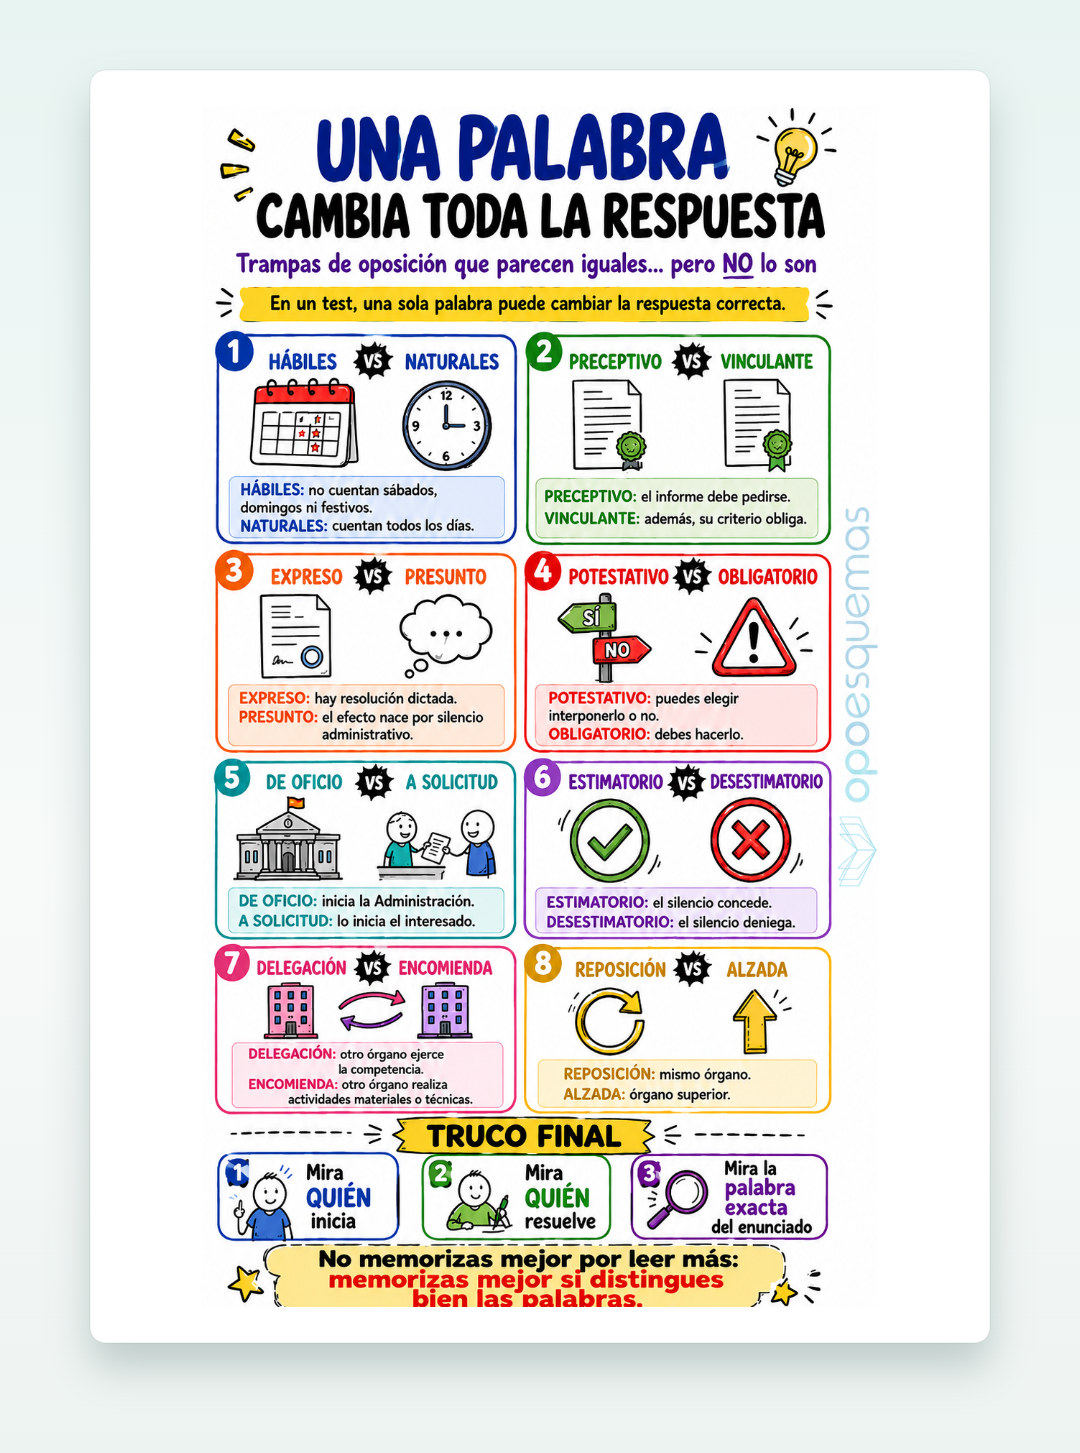 UNA PALABRA
CAMBIA TODA LA RESPUESTA
Trampas de oposición que parecen iguales... pero NO lo son
En un test, una sola palabra puede cambiar la respuesta correcta.
1
HÁBILES VS NATURALES
12
9 3
6
HÁBILES: no cuentan sábados,
domingos ni festivos.
NATURALES: cuentan todos los días.
2
PRECEPTIVO VS VINCULANTE
PRECEPTIVO: el informe debe pedirse.
VINCULANTE: además, su criterio obliga.
3
EXPRESO VS PRESUNTO
EXPRESO: hay resolución dictada.
PRESUNTO: el efecto nace por silencio
administrativo.
4
POTESTATIVO VS OBLIGATORIO
SÍ
NO
POTESTATIVO: puedes elegir
interponerlo o no.
OBLIGATORIO: debes hacerlo.
5
DE OFICIO VS A SOLICITUD
DE OFICIO: inicia la Administración.
A SOLICITUD: lo inicia el interesado.
6
ESTIMATORIO VS DESESTIMATORIO
ESTIMATORIO: el silencio concede.
DESESTIMATORIO: el silencio deniega.
7
DELEGACIÓN VS ENCOMIENDA
DELEGACIÓN: otro órgano ejerce
la competencia.
ENCOMIENDA: otro órgano realiza
actividades materiales o técnicas.
8
REPOSICIÓN VS ALZADA
REPOSICIÓN: mismo órgano.
ALZADA: órgano superior.
TRUCO FINAL
1
Mira
QUIÉN
inicia
2
Mira
QUIÉN
resuelve
3
Mira la
palabra
exacta
del enunciado
No memorizas mejor por leer más:
memorizas mejor si distingues
bien las palabras.
opoesquemas